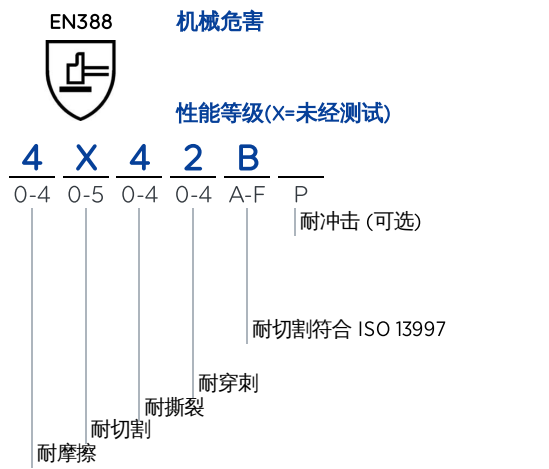 EN388
机械危害
性能等级(X=未经测试)
4 X 4 2 B
0-4 0-5 0-4 0-4 A-F P
耐冲击 (可选)
耐切割符合 ISO 13997
耐穿刺
耐撕裂
耐切割
耐摩擦